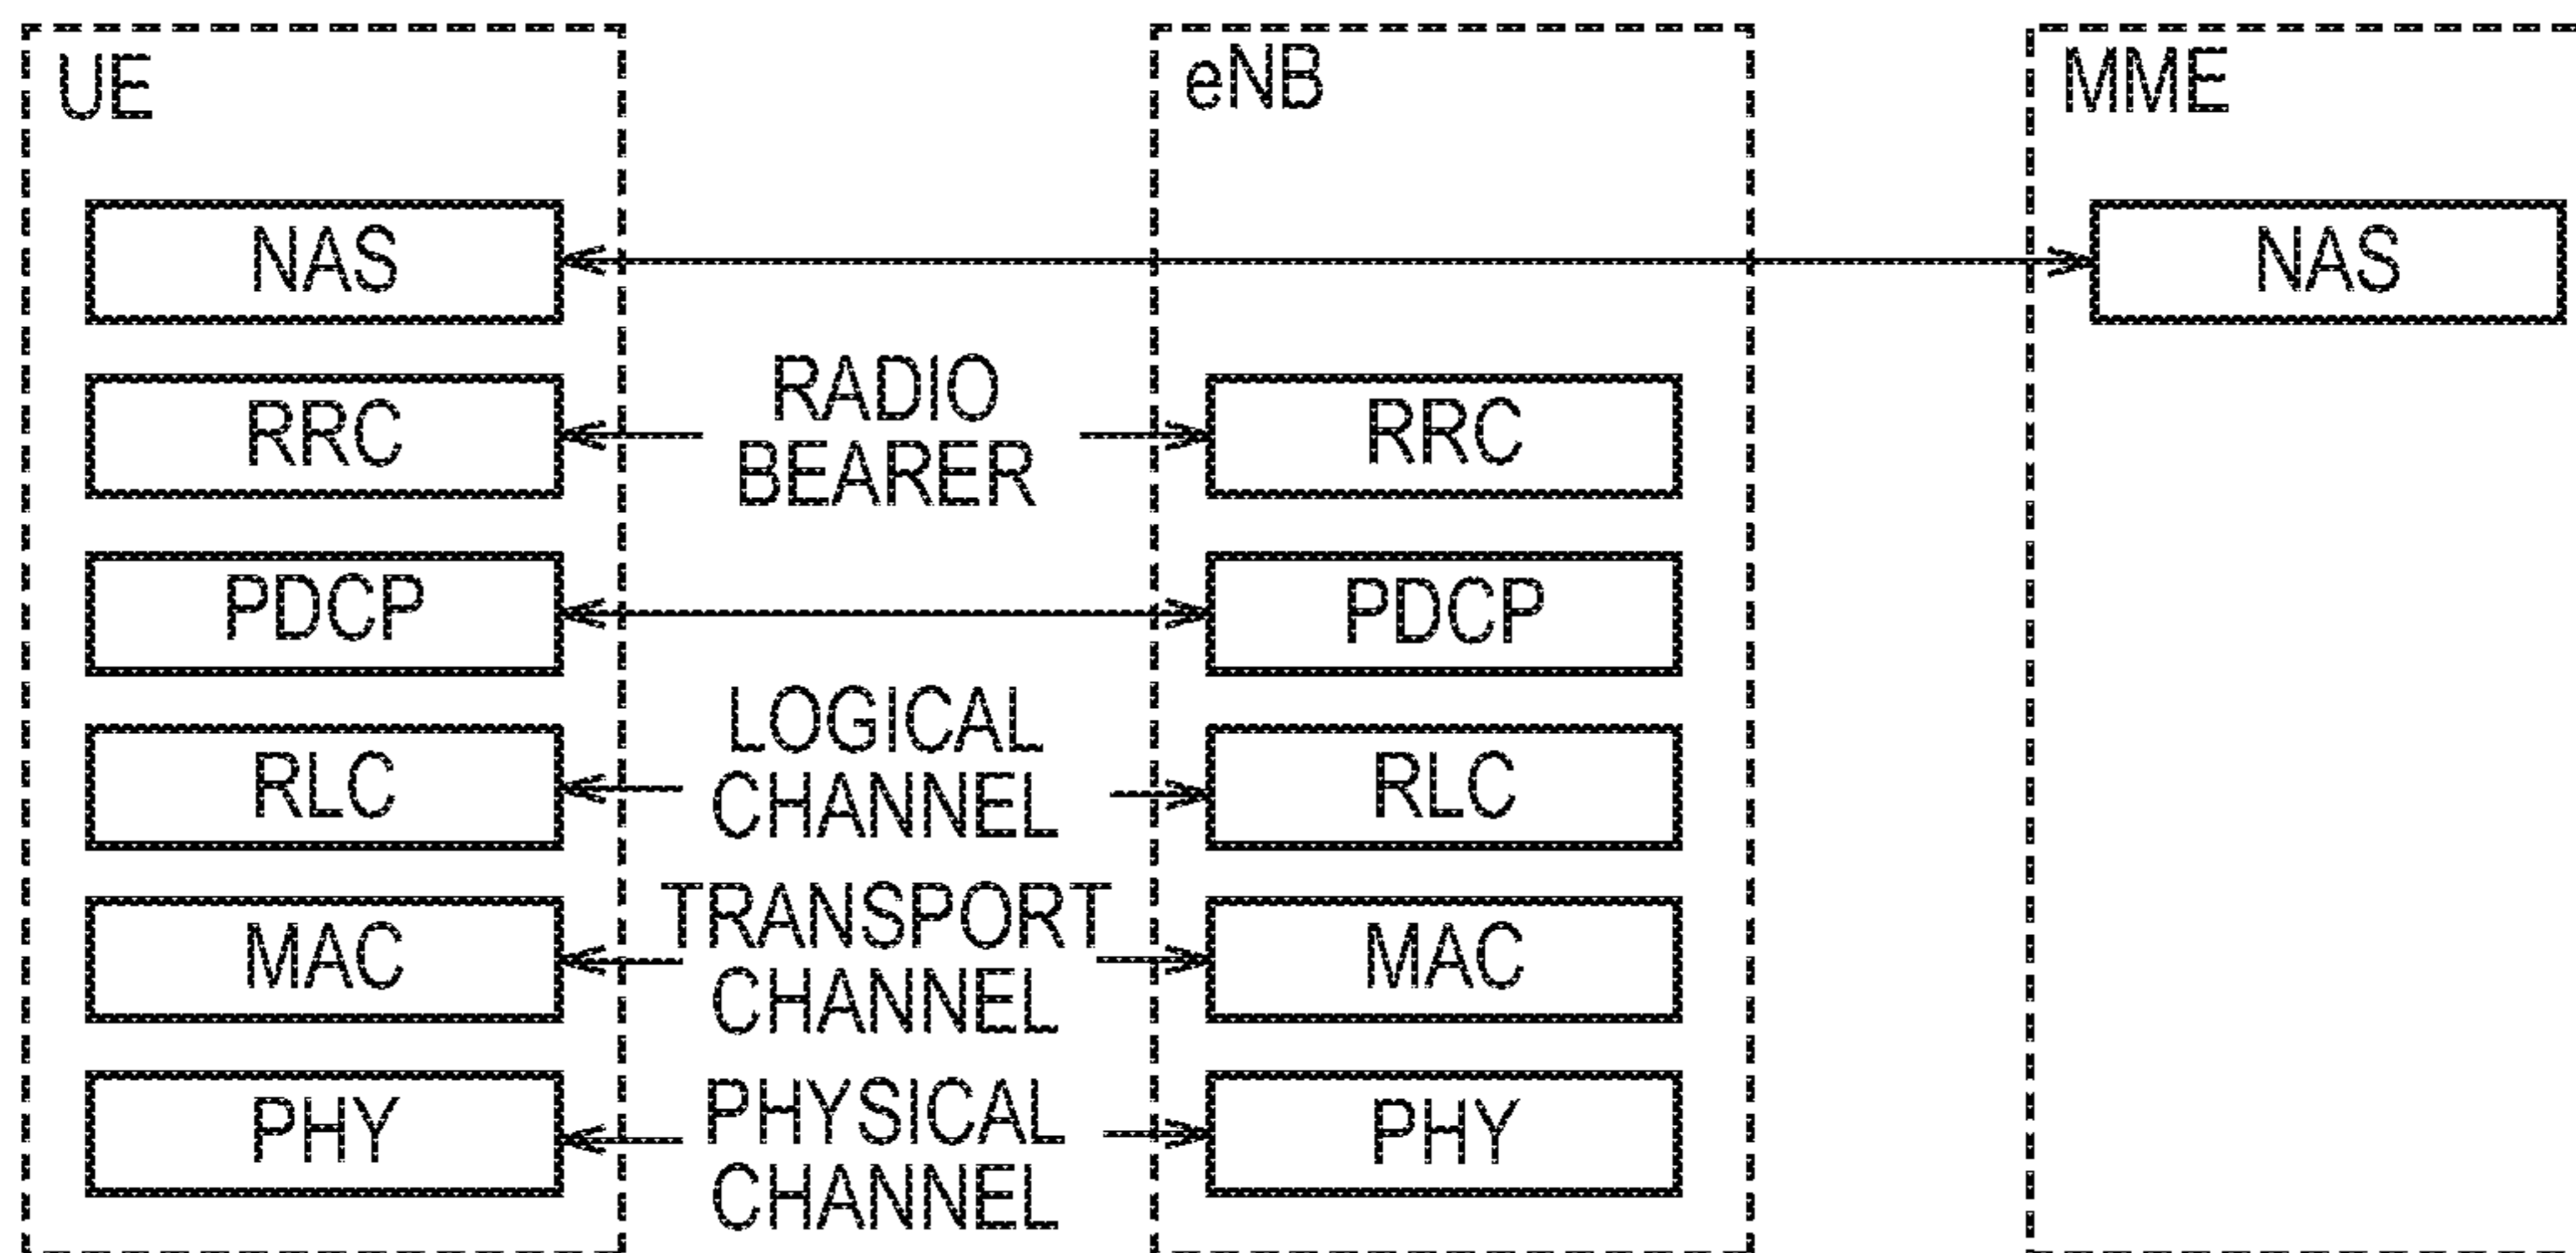 UE
eNB
MME
NAS
NAS
RRC
RADIO
BEARER
RRC
PDCP
PDCP
RLC
LOGICAL
CHANNEL
RLC
MAC
TRANSPORT
CHANNEL
MAC
PHY
PHYSICAL
CHANNEL
PHY